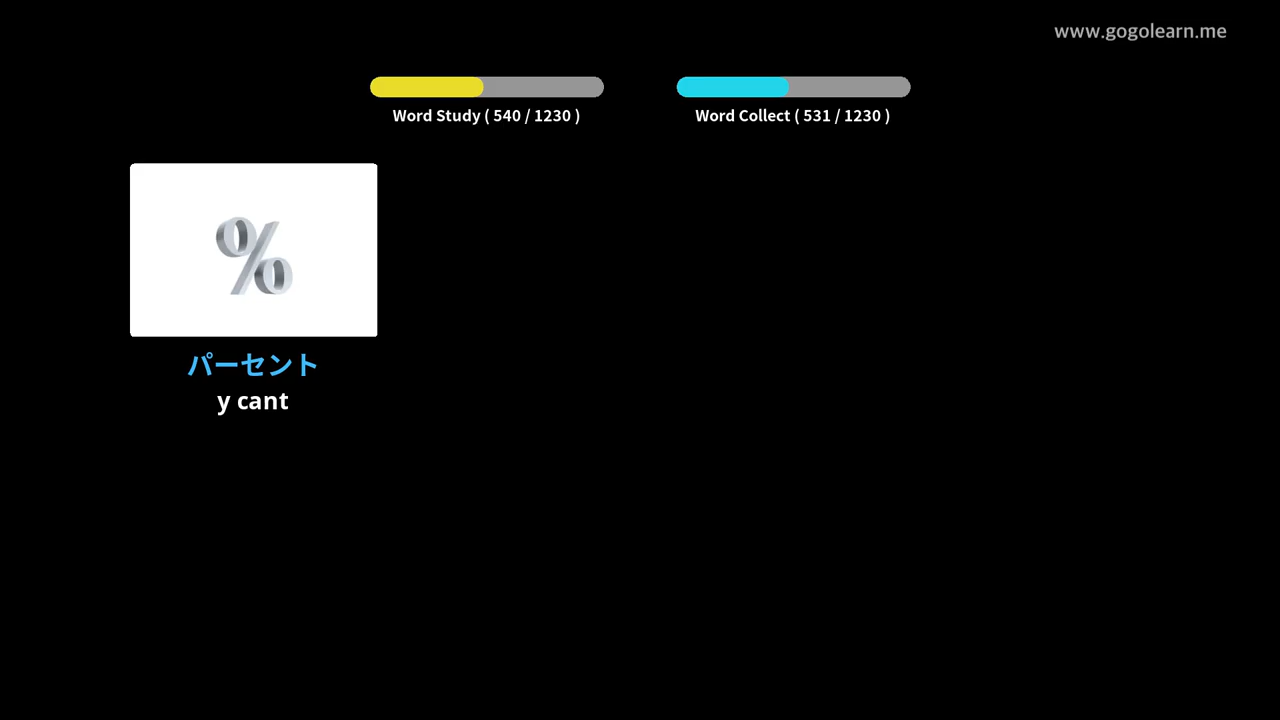 www.gogolearn.me
Word Study ( 540 / 1230 )
Word Collect ( 531 / 1230 )
%
パーセント
y cant